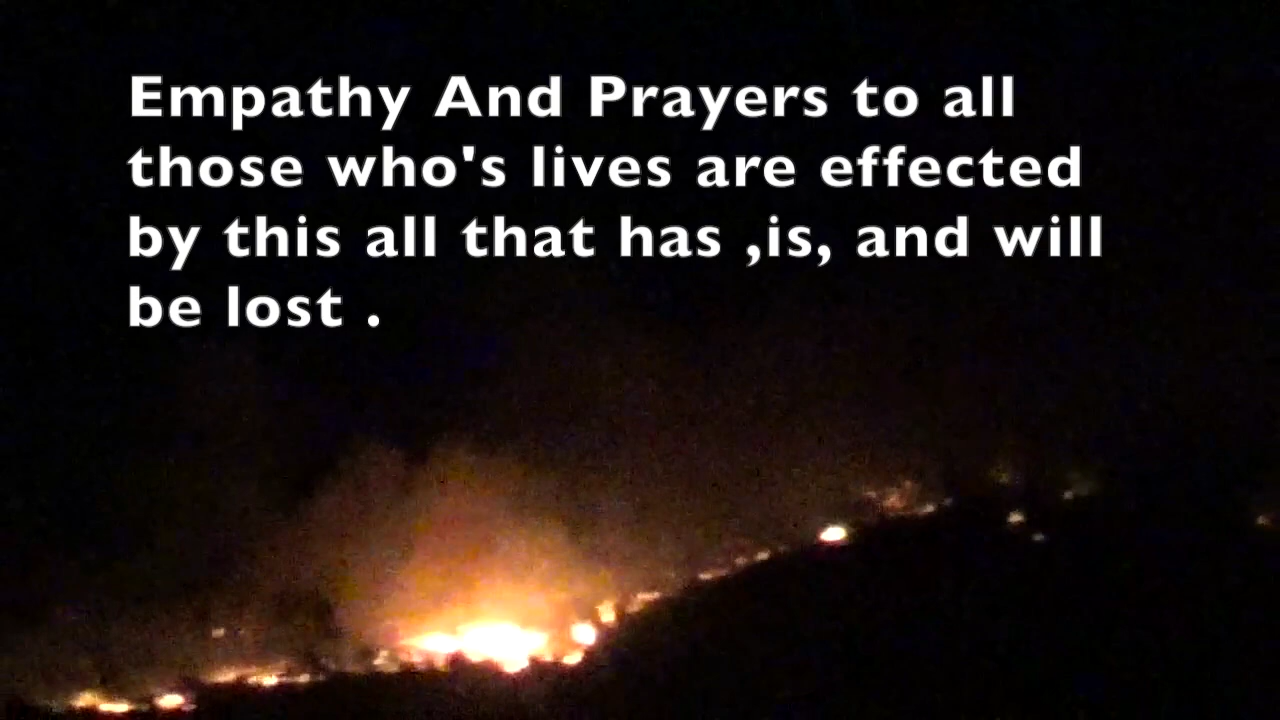 Empathy And Prayers to all
those who's lives are effected
by this all that has ,is, and will
be lost .